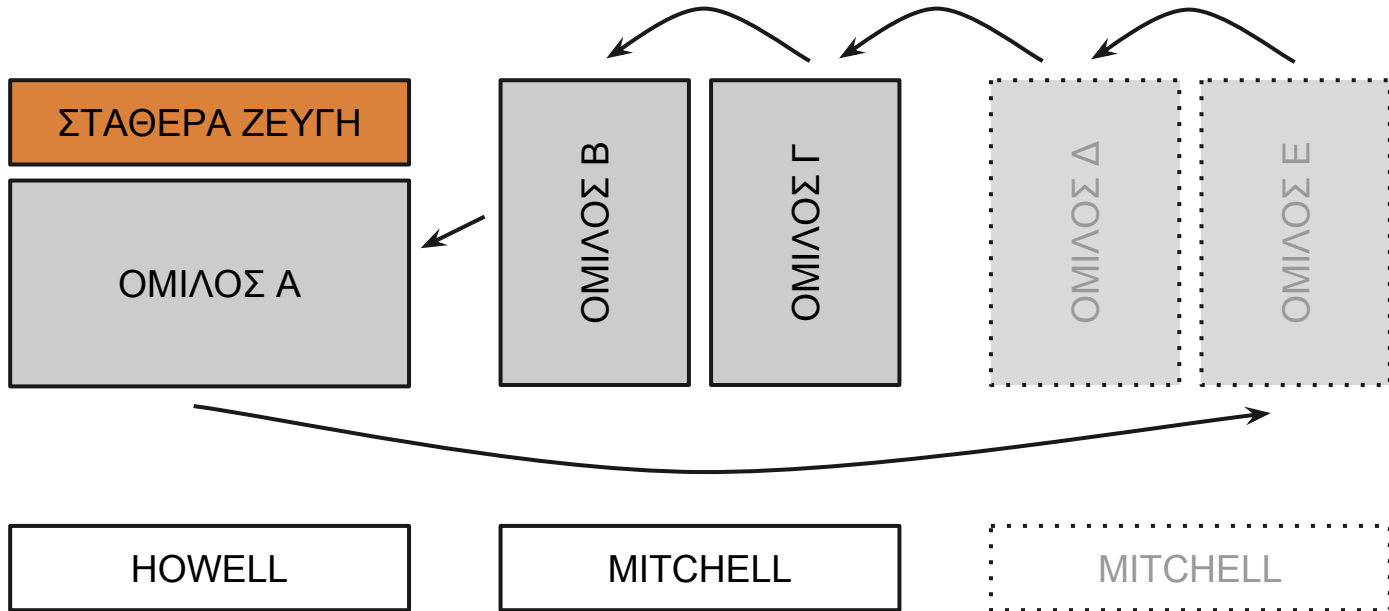 ΣΤΑΘΕΡΑ ΖΕΥΓΗ
ΟΜΙΛΟΣ Α
ΟΜΙΛΟΣ Β
ΟΜΙΛΟΣ Γ
ΟΜΙΛΟΣ Δ
ΟΜΙΛΟΣ Ε
HOWELL
MITCHELL
MITCHELL